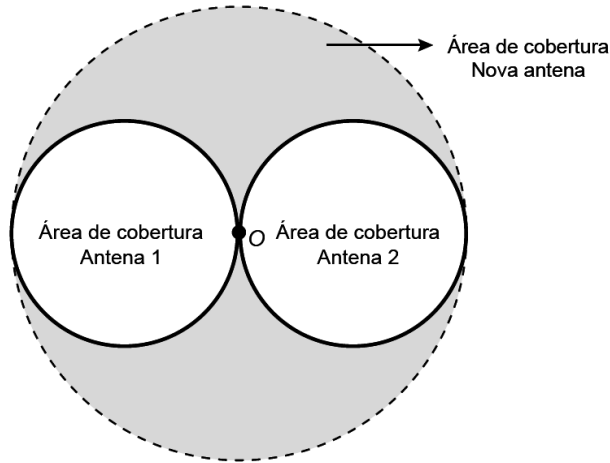 Área de cobertura
Nova antena
Área de cobertura
Antena 1
O
Área de cobertura
Antena 2